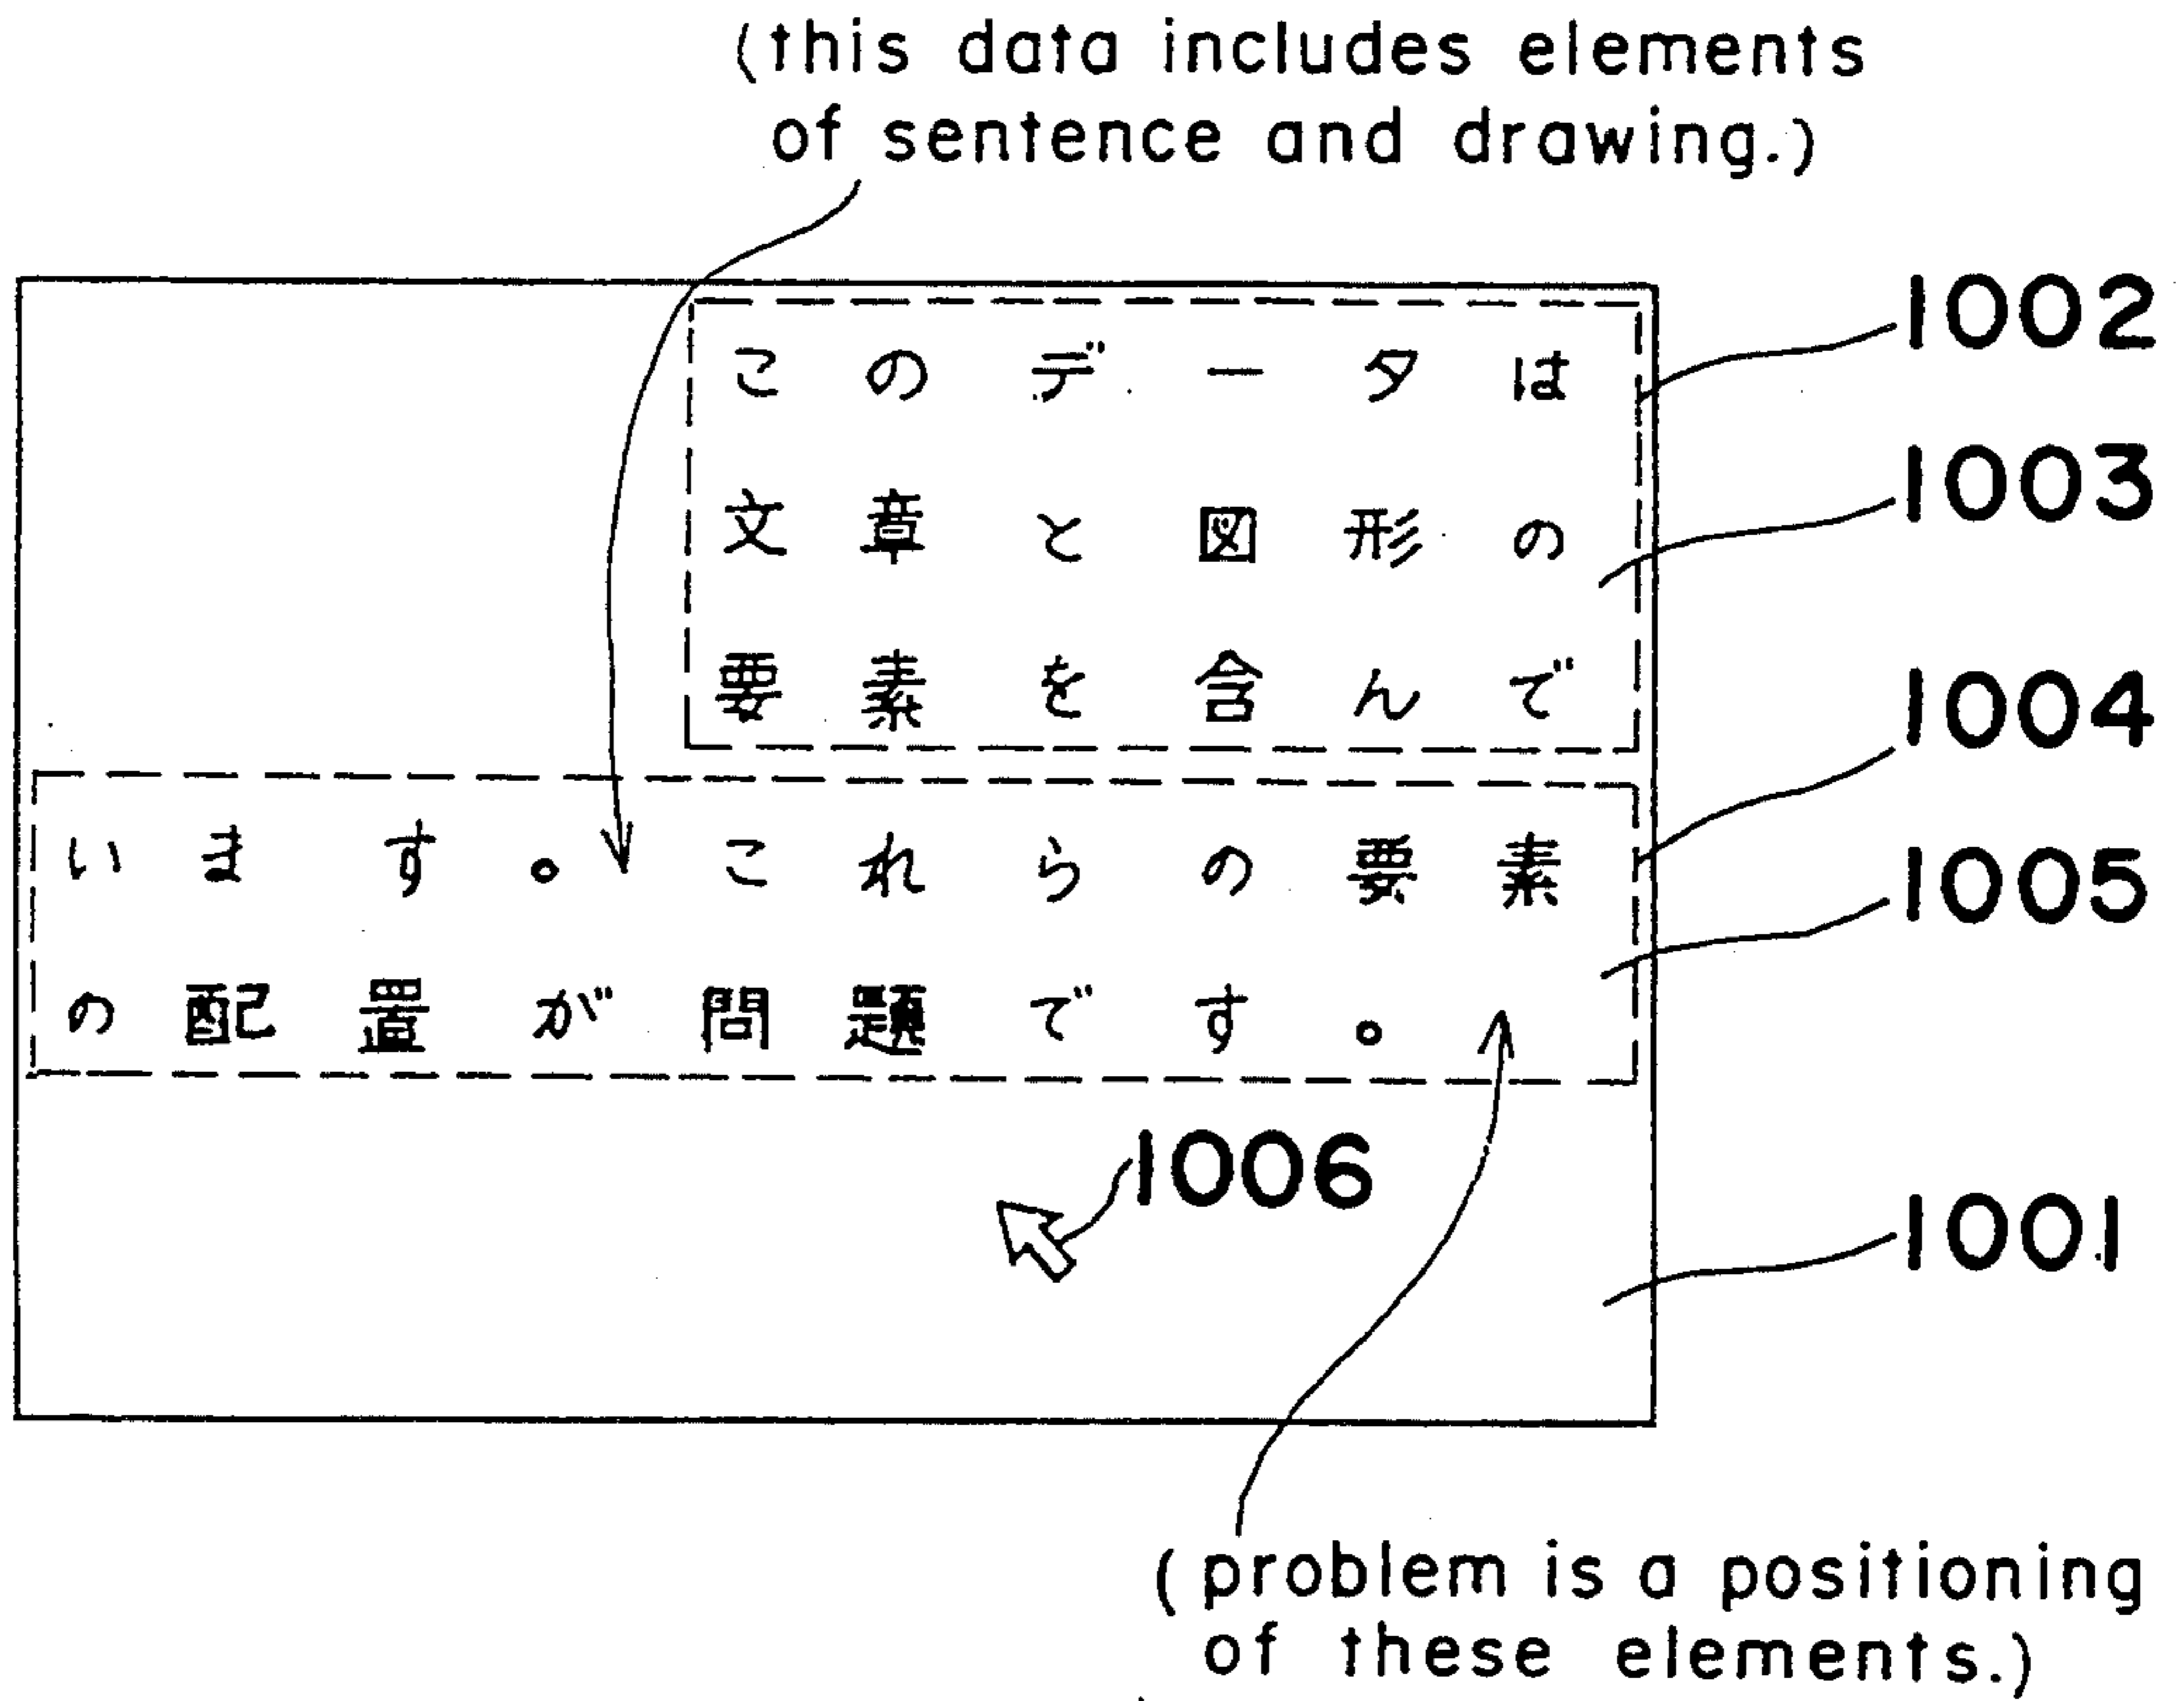 (this data includes elements
of sentence and drawing.)
このデータは
1002
文章と図形の
1003
要素を含んで
1004
います。これらの要素
1005
の配置が問題です。
1006
1001
(problem is a positioning
of these elements.)